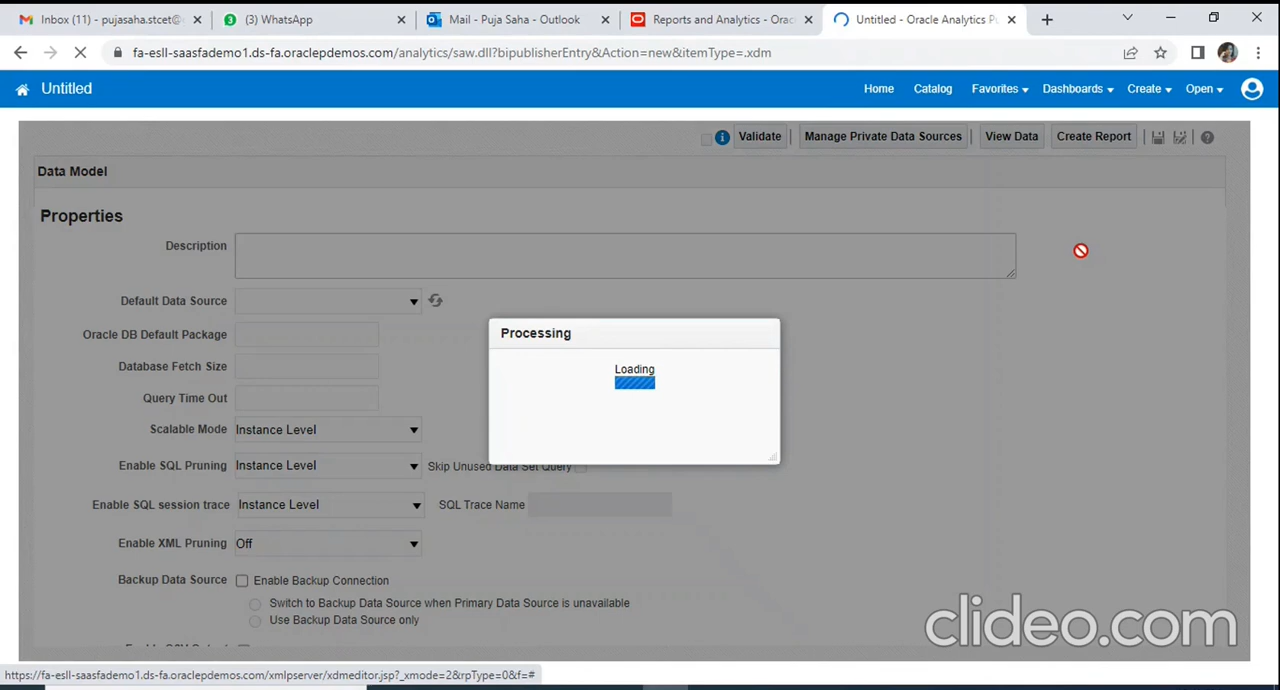 Inbox (11) - pujasaha.stcet@
(3) WhatsApp
Mail - Puja Saha - Outlook
Reports and Analytics - Orac
Untitled - Oracle Analytics Pu
fa-esll-saasfademo1.ds-fa.oraclepdemos.com/analytics/saw.dll?bipublisherEntry&Action=new&itemType=.xdm
Untitled
Home Catalog Favorites Dashboards Create Open
Validate Manage Private Data Sources View Data Create Report
Data Model
Properties
Description
Default Data Source
Oracle DB Default Package
Database Fetch Size
Query Time Out
Scalable Mode Instance Level
Enable SQL Pruning Instance Level Skip Unused Data Set Query
Enable SQL session trace Instance Level SQL Trace Name
Enable XML Pruning Off
Backup Data Source Enable Backup Connection
Switch to Backup Data Source when Primary Data Source is unavailable
Use Backup Data Source only
Processing
Loading
clideo.com
https://fa-esll-saasfademo1.ds-fa.oraclepdemos.com/xmlpserver/xdmeditor.jsp?_xmode=2&rpType=0&f=#